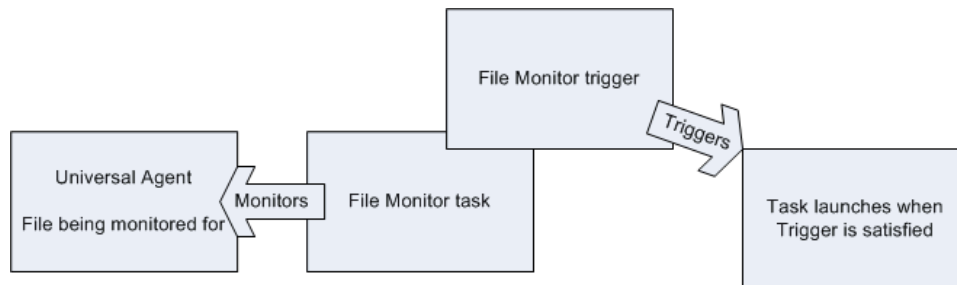 File Monitor trigger
Triggers
Universal Agent
File being monitored for
Monitors
File Monitor task
Task launches when
Trigger is satisfied